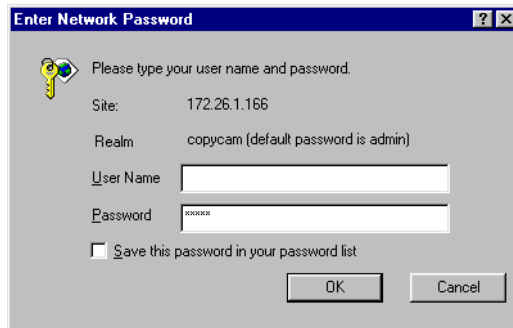 Enter Network Password
? X
Please type your user name and password.
Site: 172.26.1.166
Realm copycam (default password is admin)
User Name
Password xxxxx
Save this password in your password list
OK Cancel